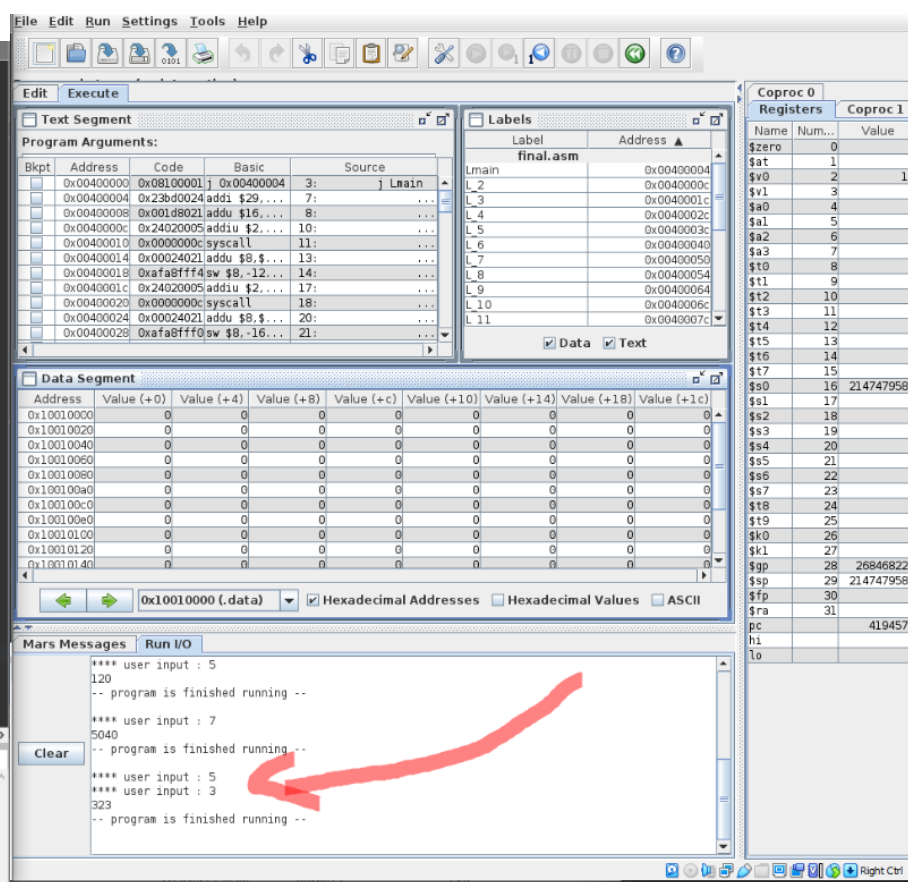 File Edit Run Settings Tools Help
Edit Execute
Text Segment
Program Arguments:
Bkpt Address Code Basic Source
0x00400000 0x08100001 j 0x00400004 3: j Lmain
0x00400004 0x23bd0024 addi $29,... 7: ...
0x00400008 0x001d8021 addu $16,... 8: ...
0x0040000c 0x24020005 addiu $2,... 10: ...
0x00400010 0x0000000c syscall 11: ...
0x00400014 0x00024021 addu $8,$... 13: ...
0x00400018 0xafa8fff4 sw $8,-12... 14: ...
0x0040001c 0x24020005 addiu $2,... 17: ...
0x00400020 0x0000000c syscall 18: ...
0x00400024 0x00024021 addu $8,$... 20: ...
0x00400028 0xafa8fff0 sw $8,-16... 21: ...
Labels
Label Address ▲
final.asm
Lmain 0x00400004
L_2 0x0040000c
L_3 0x0040001c
L_4 0x0040002c
L_5 0x0040003c
L_6 0x00400040
L_7 0x00400050
L_8 0x00400054
L_9 0x00400064
L_10 0x0040006c
L_11 0x0040007c
Data Text
Data Segment
Address Value (+0) Value (+4) Value (+8) Value (+c) Value (+10) Value (+14) Value (+18) Value (+1c)
0x10010000 0 0 0 0 0 0 0 0
0x10010020 0 0 0 0 0 0 0 0
0x10010040 0 0 0 0 0 0 0 0
0x10010060 0 0 0 0 0 0 0 0
0x10010080 0 0 0 0 0 0 0 0
0x100100a0 0 0 0 0 0 0 0 0
0x100100c0 0 0 0 0 0 0 0 0
0x100100e0 0 0 0 0 0 0 0 0
0x10010100 0 0 0 0 0 0 0 0
0x10010120 0 0 0 0 0 0 0 0
0x10010140 0 0 0 0 0 0 0 0
0x10010000 (.data) Hexadecimal Addresses Hexadecimal Values ASCII
Mars Messages Run I/O
Clear
**** user input : 5
120
-- program is finished running --
**** user input : 7
5040
-- program is finished running --
**** user input : 5
**** user input : 3
323
-- program is finished running --
Coproc 0
Registers Coproc 1
Name Num... Value
$zero 0
$at 1
$v0 2 1
$v1 3
$a0 4
$a1 5
$a2 6
$a3 7
$t0 8
$t1 9
$t2 10
$t3 11
$t4 12
$t5 13
$t6 14
$t7 15
$s0 16 214747958
$s1 17
$s2 18
$s3 19
$s4 20
$s5 21
$s6 22
$s7 23
$t8 24
$t9 25
$k0 26
$k1 27
$gp 28 26846822
$sp 29 214747958
$fp 30
$ra 31
pc 419457
hi
lo
Right Ctrl